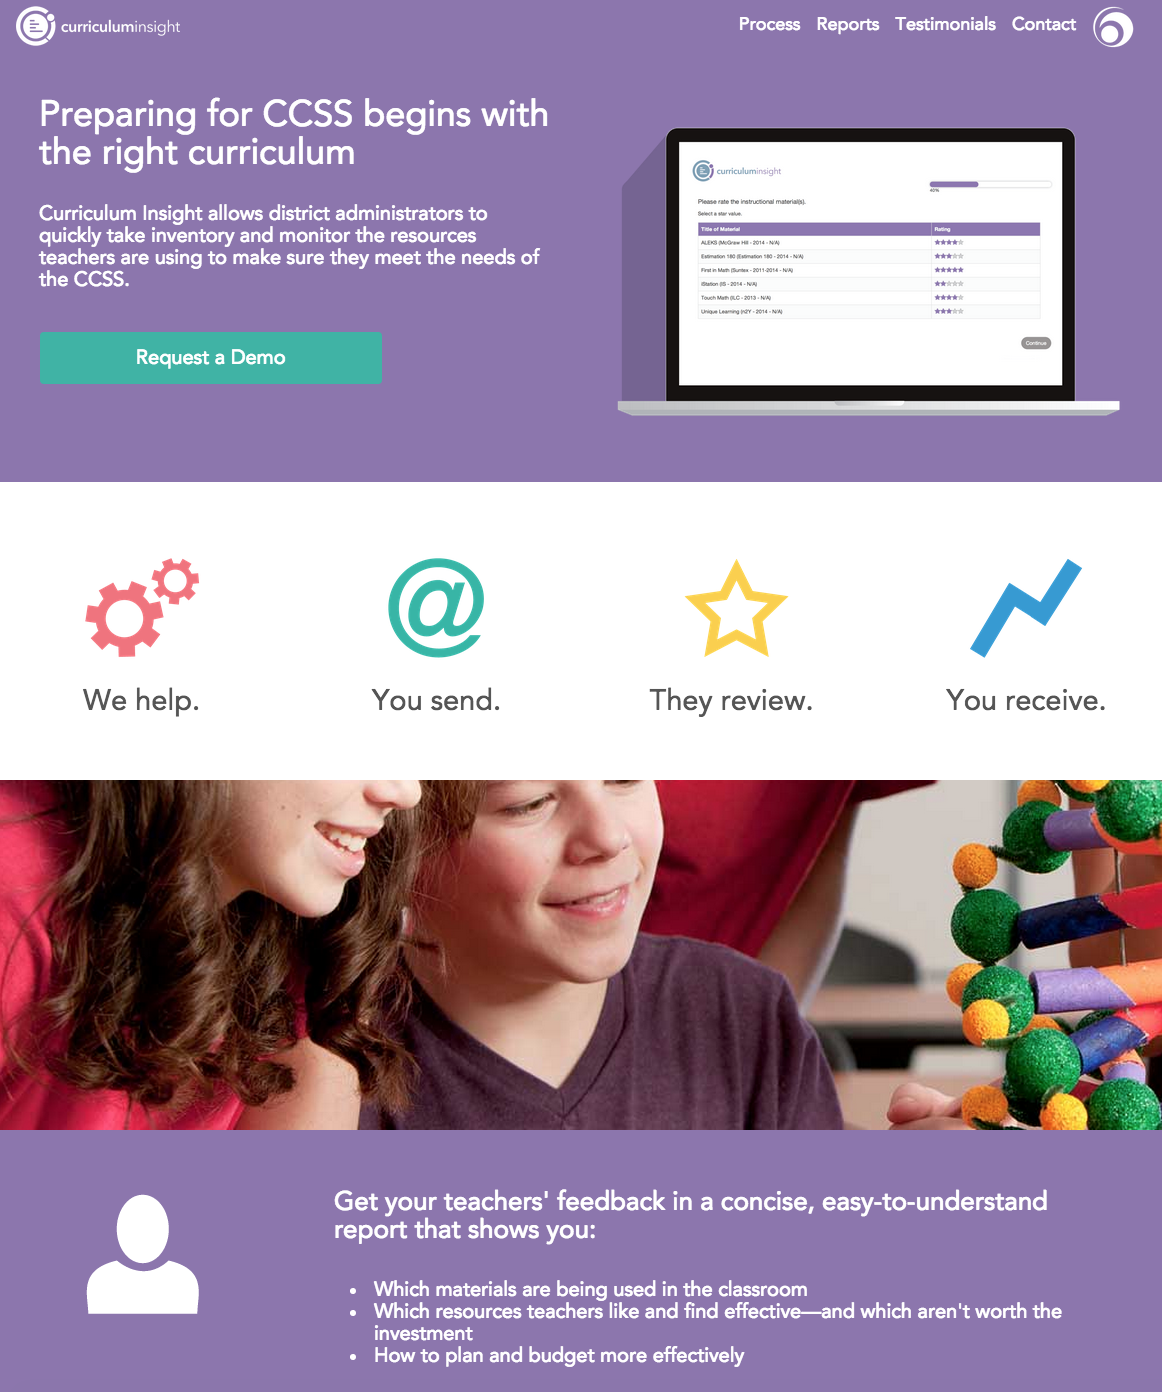 curriculuminsight
Process Reports Testimonials Contact
Preparing for CCSS begins with
the right curriculum
Curriculum Insight allows district administrators to
quickly take inventory and monitor the resources
teachers are using to make sure they meet the needs of
the CCSS.
Request a Demo
curriculuminsight
40%
Please rate the instructional material(s).
Select a star value.
Title of Material Rating
ALEKS (McGraw Hill - 2014 - N/A)
Estimation 180 (Estimation 180 - 2014 - N/A)
First in Math (Suntex - 2011-2014 - N/A)
iStation (IS - 2014 - N/A)
Touch Math (ILC - 2013 - N/A)
Unique Learning (n2Y - 2014 - N/A)
Continue
@
We help. You send. They review. You receive.
Get your teachers' feedback in a concise, easy-to-understand
report that shows you:
• Which materials are being used in the classroom
• Which resources teachers like and find effective—and which aren't worth the
investment
• How to plan and budget more effectively